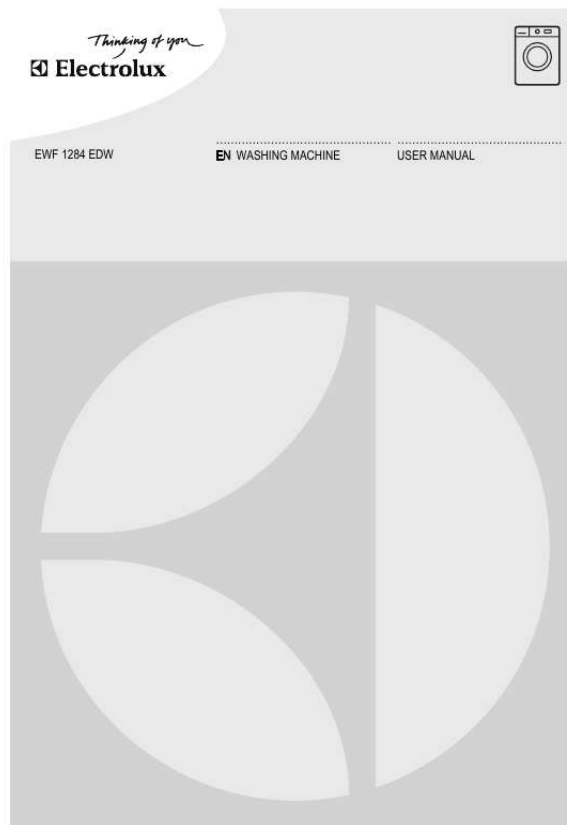 Thinking of you
Electrolux
EWF 1284 EDW
EN WASHING MACHINE
USER MANUAL